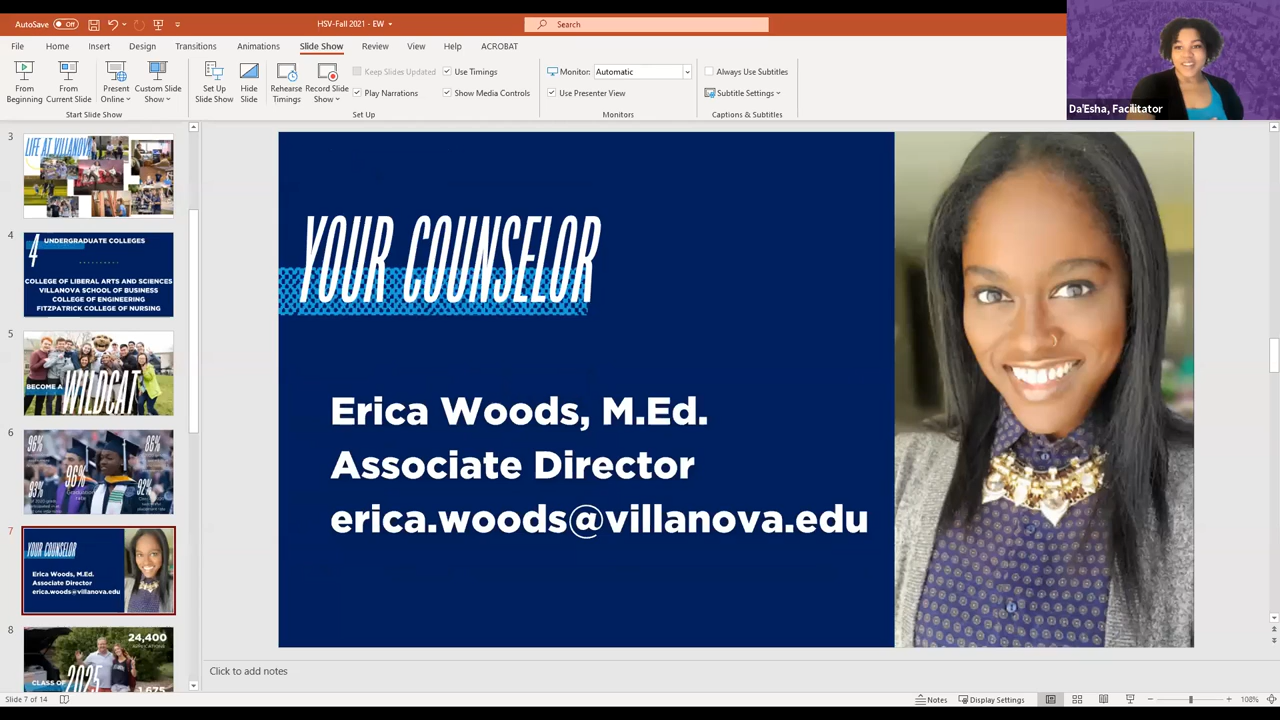 AutoSave Off
HSV-Fall 2021 - EW
Search
File Home Insert Design Transitions Animations Slide Show Review View Help ACROBAT
From Beginning
From Current Slide
Present Online
Custom Slide Show
Set Up Slide Show
Hide Slide
Rehearse Timings
Record Slide Show
Keep Slides Updated
Play Narrations
Use Timings
Show Media Controls
Monitor: Automatic
Use Presenter View
Always Use Subtitles
Subtitle Settings
Start Slide Show
Set Up
Monitors
Captions & Subtitles
Da'Esha, Facilitator
3
LIFE AT VILLANOVA
4
4 UNDERGRADUATE COLLEGES
COLLEGE OF LIBERAL ARTS AND SCIENCES
VILLANOVA SCHOOL OF BUSINESS
COLLEGE OF ENGINEERING
FITZPATRICK COLLEGE OF NURSING
5
BECOME A
WILDCAT
6
96%
86%
96%
93%
92%
7
YOUR COUNSELOR
Erica Woods, M.Ed.
Associate Director
erica.woods@villanova.edu
8
24,400
APPLICATIONS
CLASS OF
2025
1,675
YOUR COUNSELOR
Erica Woods, M.Ed.
Associate Director
erica.woods@villanova.edu
Click to add notes
Slide 7 of 14
Notes
Display Settings
108%